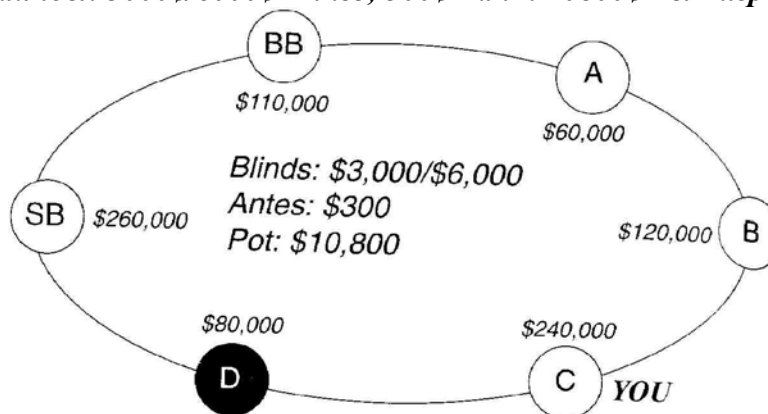 BB
$110,000
A
$60,000
Blinds: $3,000/$6,000
Antes: $300
Pot: $10,800
SB
$260,000
$120,000
B
$80,000
D
$240,000
C
YOU